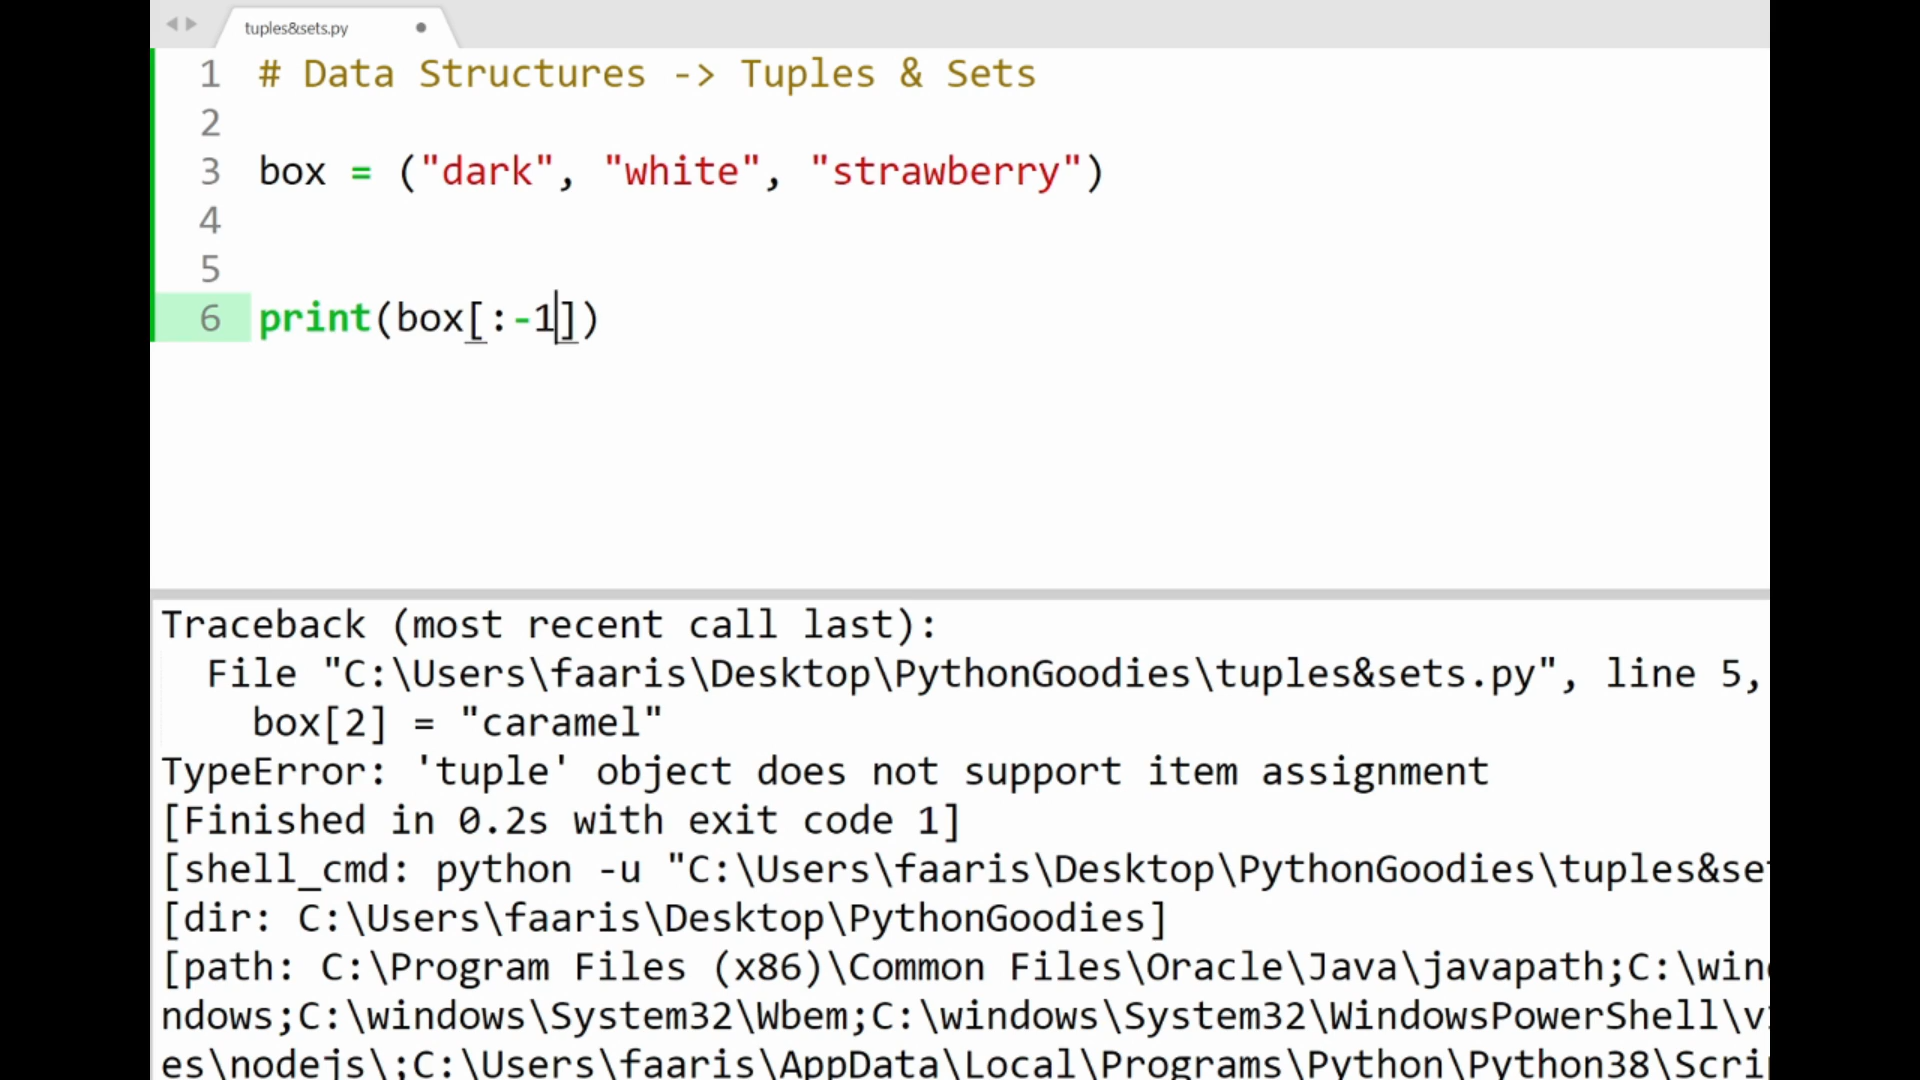 tuples&sets.py
1 # Data Structures -> Tuples & Sets
2
3 box = ("dark", "white", "strawberry")
4
5
6 print(box[:-1])
Traceback (most recent call last):
File "C:\Users\faaris\Desktop\PythonGoodies\tuples&sets.py", line 5,
box[2] = "caramel"
TypeError: 'tuple' object does not support item assignment
[Finished in 0.2s with exit code 1]
[shell_cmd: python -u "C:\Users\faaris\Desktop\PythonGoodies\tuples&set
[dir: C:\Users\faaris\Desktop\PythonGoodies]
[path: C:\Program Files (x86)\Common Files\Oracle\Java\javapath;C:\wind
ndows;C:\windows\System32\Wbem;C:\windows\System32\WindowsPowerShell\v
es\nodejs\;C:\Users\faaris\AppData\Local\Programs\Python\Python38\Scri